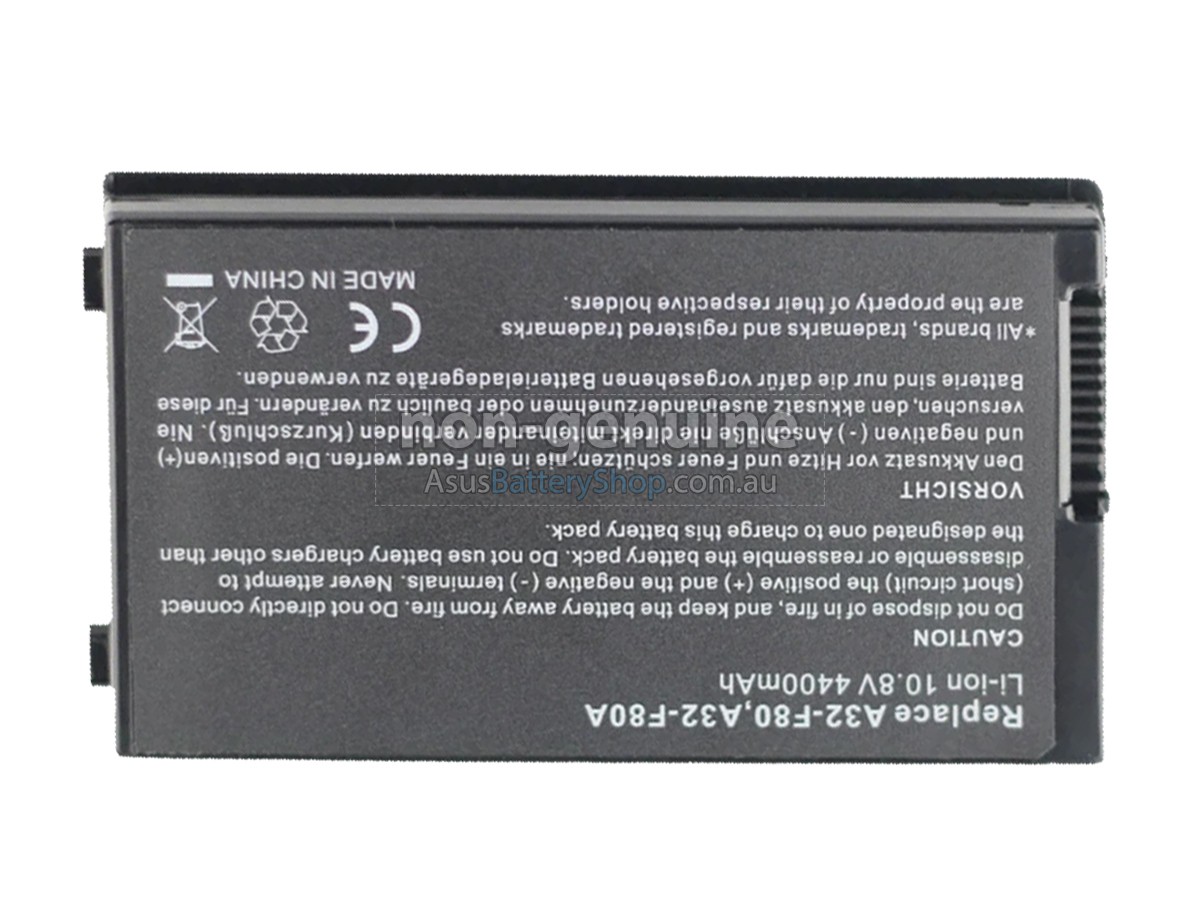 Replace A32-F80,A32-F80A
Li-ion 10.8V 4400mAh
CAUTION
Do not dispose of in fire, and keep the battery away from fire. Do not directly connect
(short circuit) the positive (+) and the negative (-) terminals. Never attempt to
disassemble or reassemble the battery pack. Do not use battery chargers other than
the designated one to charge this battery pack.
VORSICHT
Den Akkusatz vor Hitze und Feuer schützen; nie in ein Feuer werfen. Die positiven(+)
und negativen (-) Anschlüße nie direkt miteinander verbinden (Kurzschluß). Nie
versuchen, den akkusatz auseinanderzunehmen oder baulich zu verändern. Für diese
Batterie sind nur die dafür vorgesehenen Batterieladegeräte zu verwenden.
*All brands, trademarks and registered trademarks
are the property of their respective holders.
CE
MADE IN CHINA
non-genuine
AsusBatteryShop.com.au